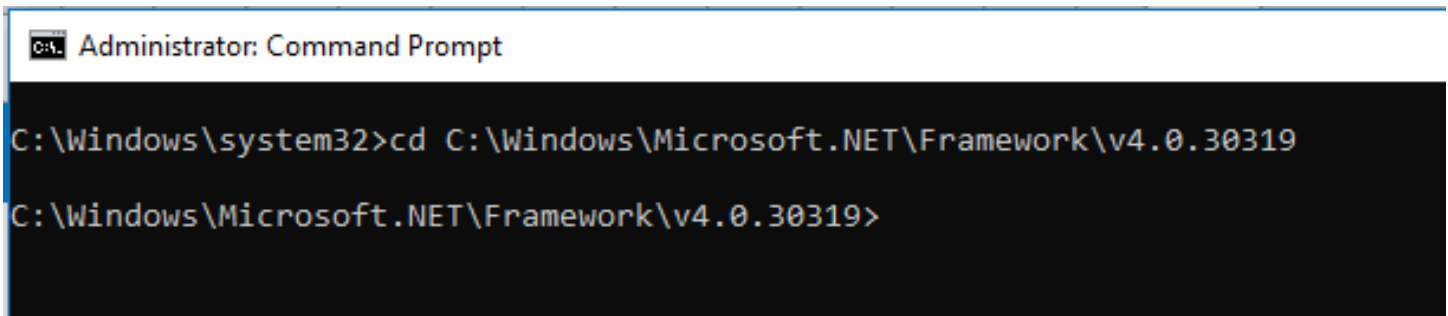 Administrator: Command Prompt
C:\Windows\system32>cd C:\Windows\Microsoft.NET\Framework\v4.0.30319
C:\Windows\Microsoft.NET\Framework\v4.0.30319>